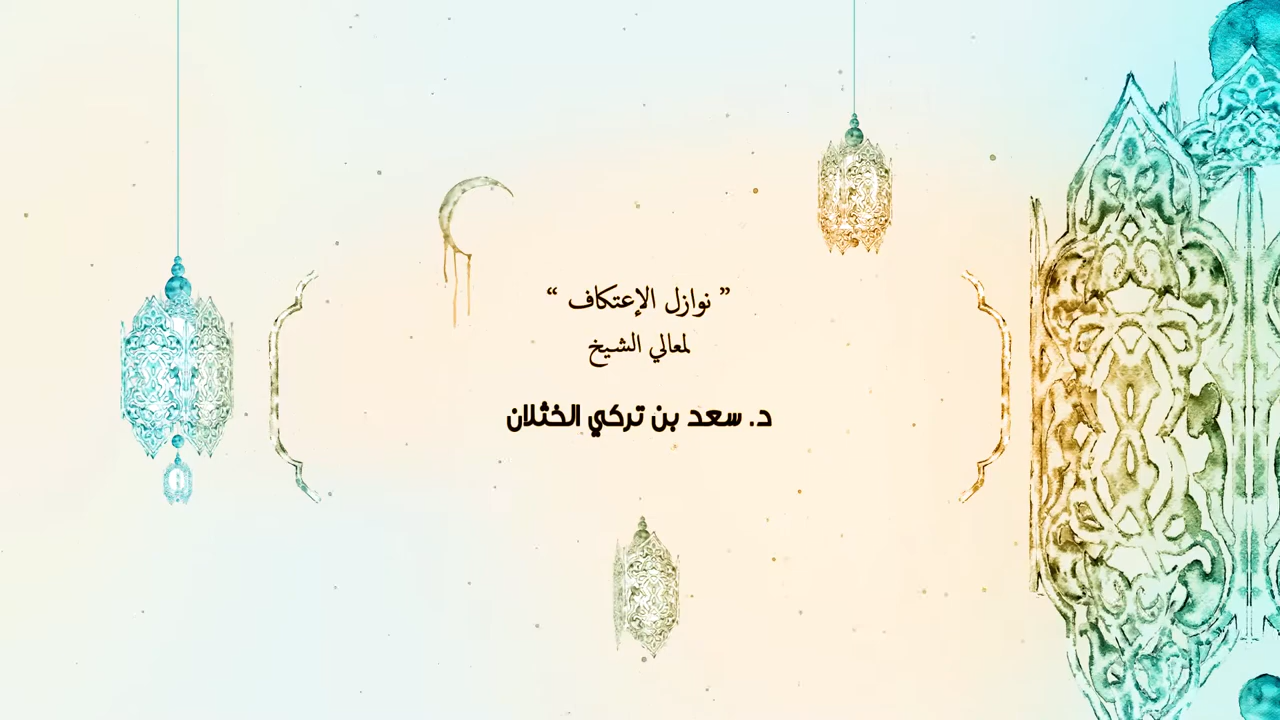 ” نوازل الإعتكاف “
لمعالي الشيخ
د. سعد بن تركي الخثلان